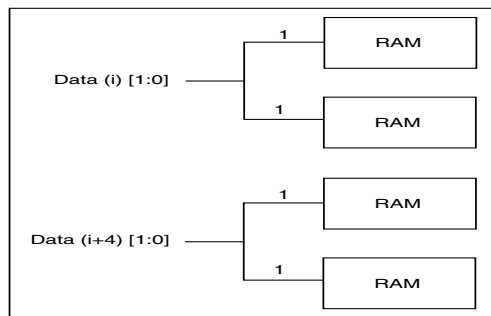 1
RAM
Data (i) [1:0]
1
RAM
1
RAM
Data (i+4) [1:0]
1
RAM